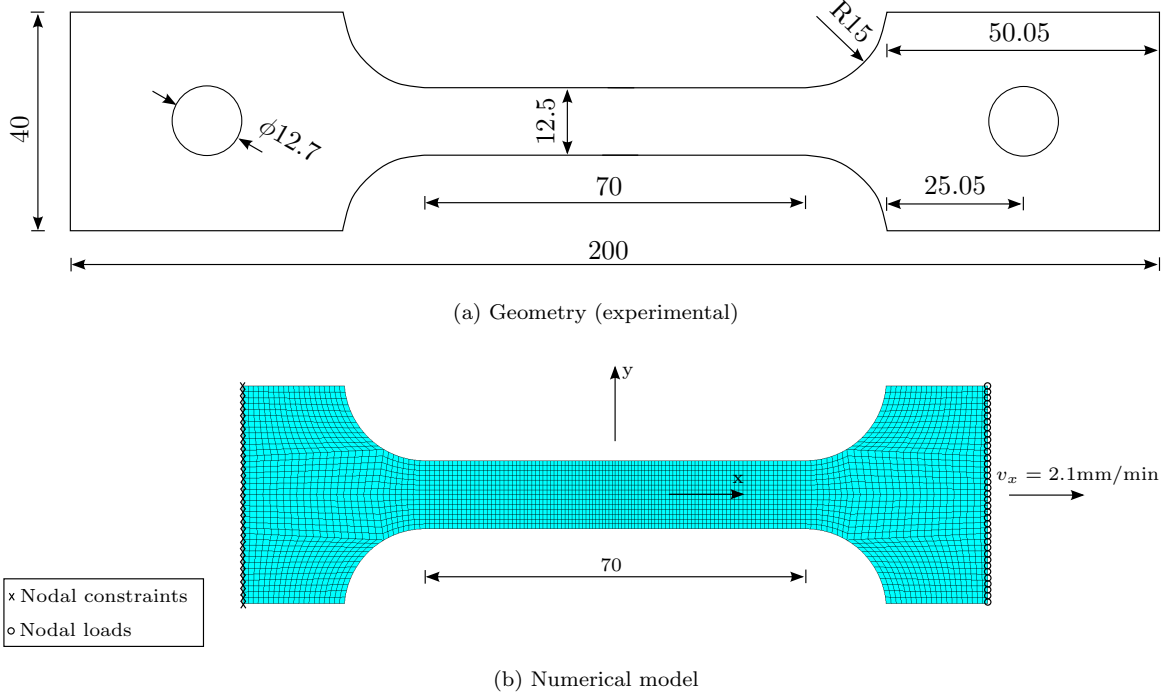 R15
50.05
40
ϕ12.7
12.5
70
25.05
200
(a) Geometry (experimental)
y
x
v_x = 2.1mm/min
70
x Nodal constraints
o Nodal loads
(b) Numerical model